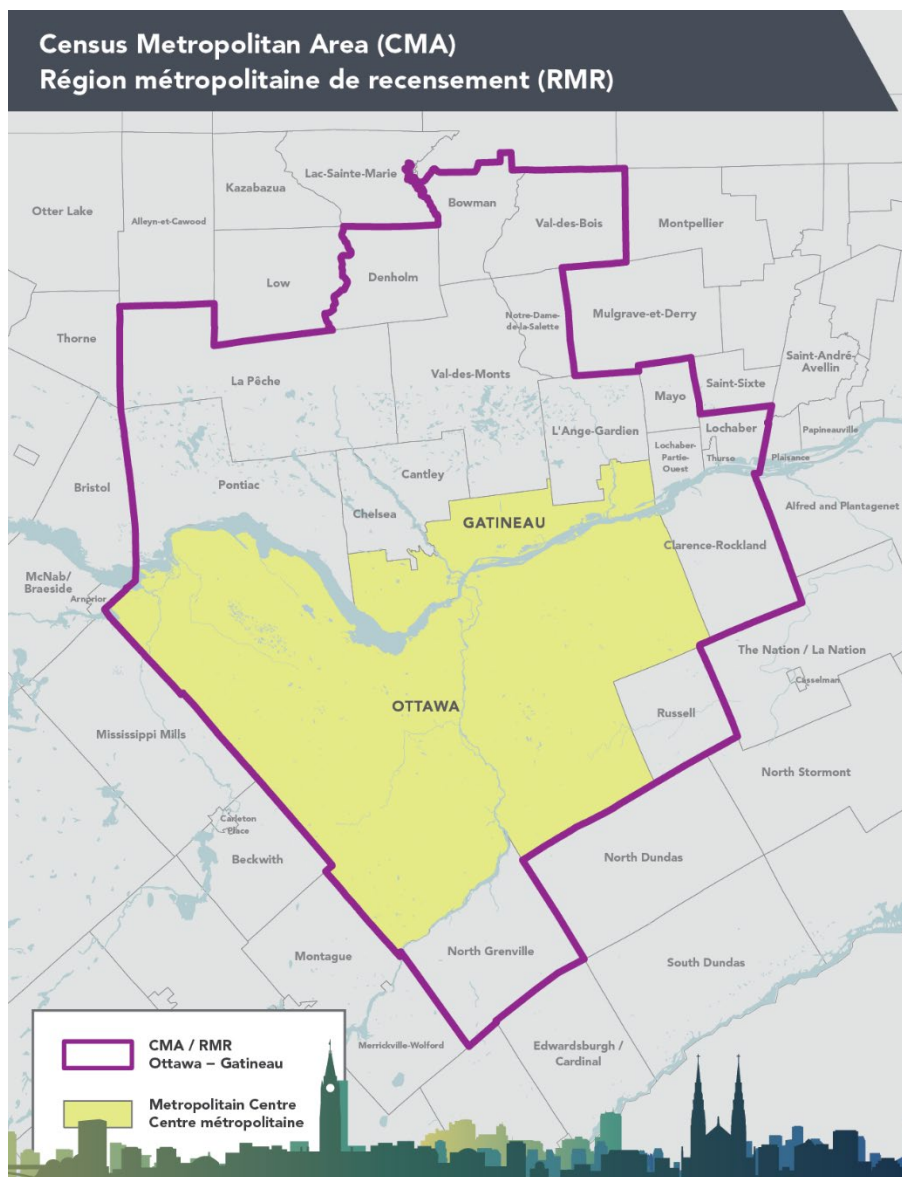 Census Metropolitan Area (CMA)
Région métropolitaine de recensement (RMR)
Lac-Sainte-Marie
Kazabazua
Bowman
Otter Lake
Alleyn-et-Cawood
Val-des-Bois
Montpellier
Low
Denholm
Thorne
Notre-Dame-
de-la-Salette
Mulgrave-et-Derry
La Pêche
Val-des-Monts
Saint-André-
Avellin
Saint-Sixte
Mayo
L'Ange-Gardien
Lochaber
Papineauville
Lochaber-
Partie-
Ouest
Thurso
Plaisance
Bristol
Pontiac
Cantley
Chelsea
GATINEAU
Alfred and Plantagenet
Clarence-Rockland
McNab/
Braeside
Arnprior
The Nation / La Nation
Casselman
OTTAWA
Russell
Mississippi Mills
North Stormont
Carleton
- Place
Beckwith
North Dundas
Montague
North Grenville
South Dundas
Merrickville-Wolford
Edwardsburgh /
Cardinal
CMA / RMR
Ottawa – Gatineau
Metropolitain Centre
Centre métropolitaine